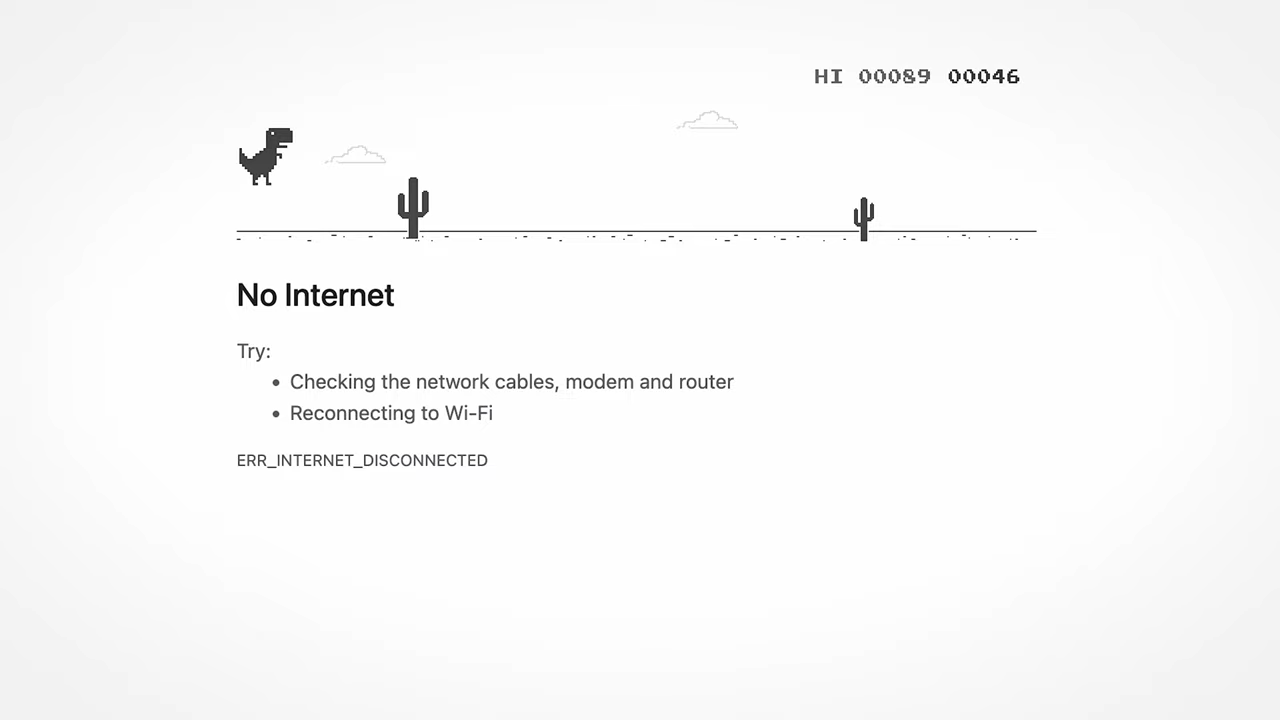 HI 00089 00046
No Internet
Try:
• Checking the network cables, modem and router
• Reconnecting to Wi-Fi
ERR_INTERNET_DISCONNECTED